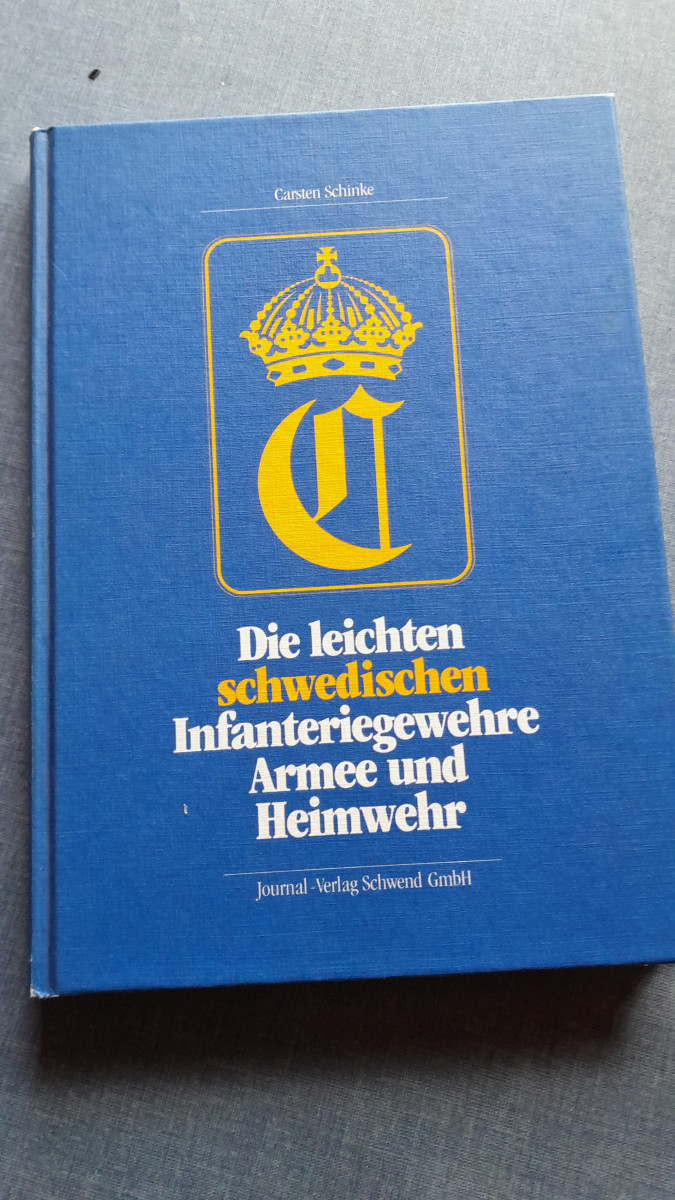 Carsten Schinke
C
Die leichten
schwedischen
Infanteriegewehre
Armee und
Heimwehr
Journal-Verlag Schwend GmbH